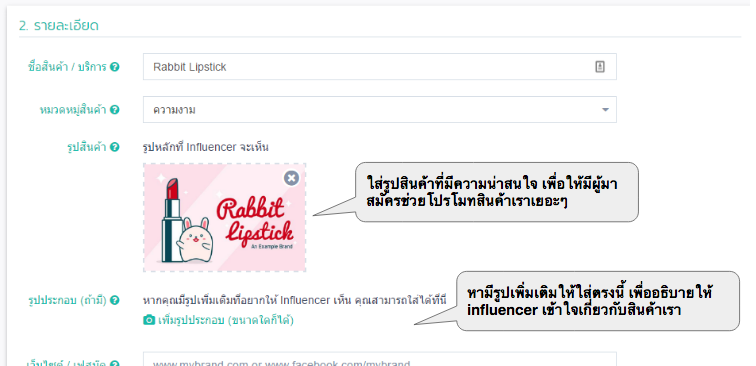 2. รายละเอียด
ชื่อสินค้า / บริการ
Rabbit Lipstick
หมวดหมู่สินค้า
ความงาม
รูปสินค้า
รูปหลักที่ Influencer จะเห็น
Rabbit
Lipstick
An Example Brand
ใส่รูปสินค้าที่มีความน่าสนใจ เพื่อให้มีผู้มา
สมัครช่วยโปรโมทสินค้าเราเยอะๆ
รูปประกอบ (ถ้ามี)
หากคุณมีรูปเพิ่มเติมที่อยากให้ Influencer เห็น คุณสามารถใส่ได้ที่นี่
เพิ่มรูปประกอบ (ขนาดใดก็ได้)
หามีรูปเพิ่มเติมให้ใส่ตรงนี้ เพื่ออธิบายให้
influencer เข้าใจเกี่ยวกับสินค้าเรา
เว็บไซต์ / เฟสบุ๊ค
www.mybrand.com or www.facebook.com/mybrand